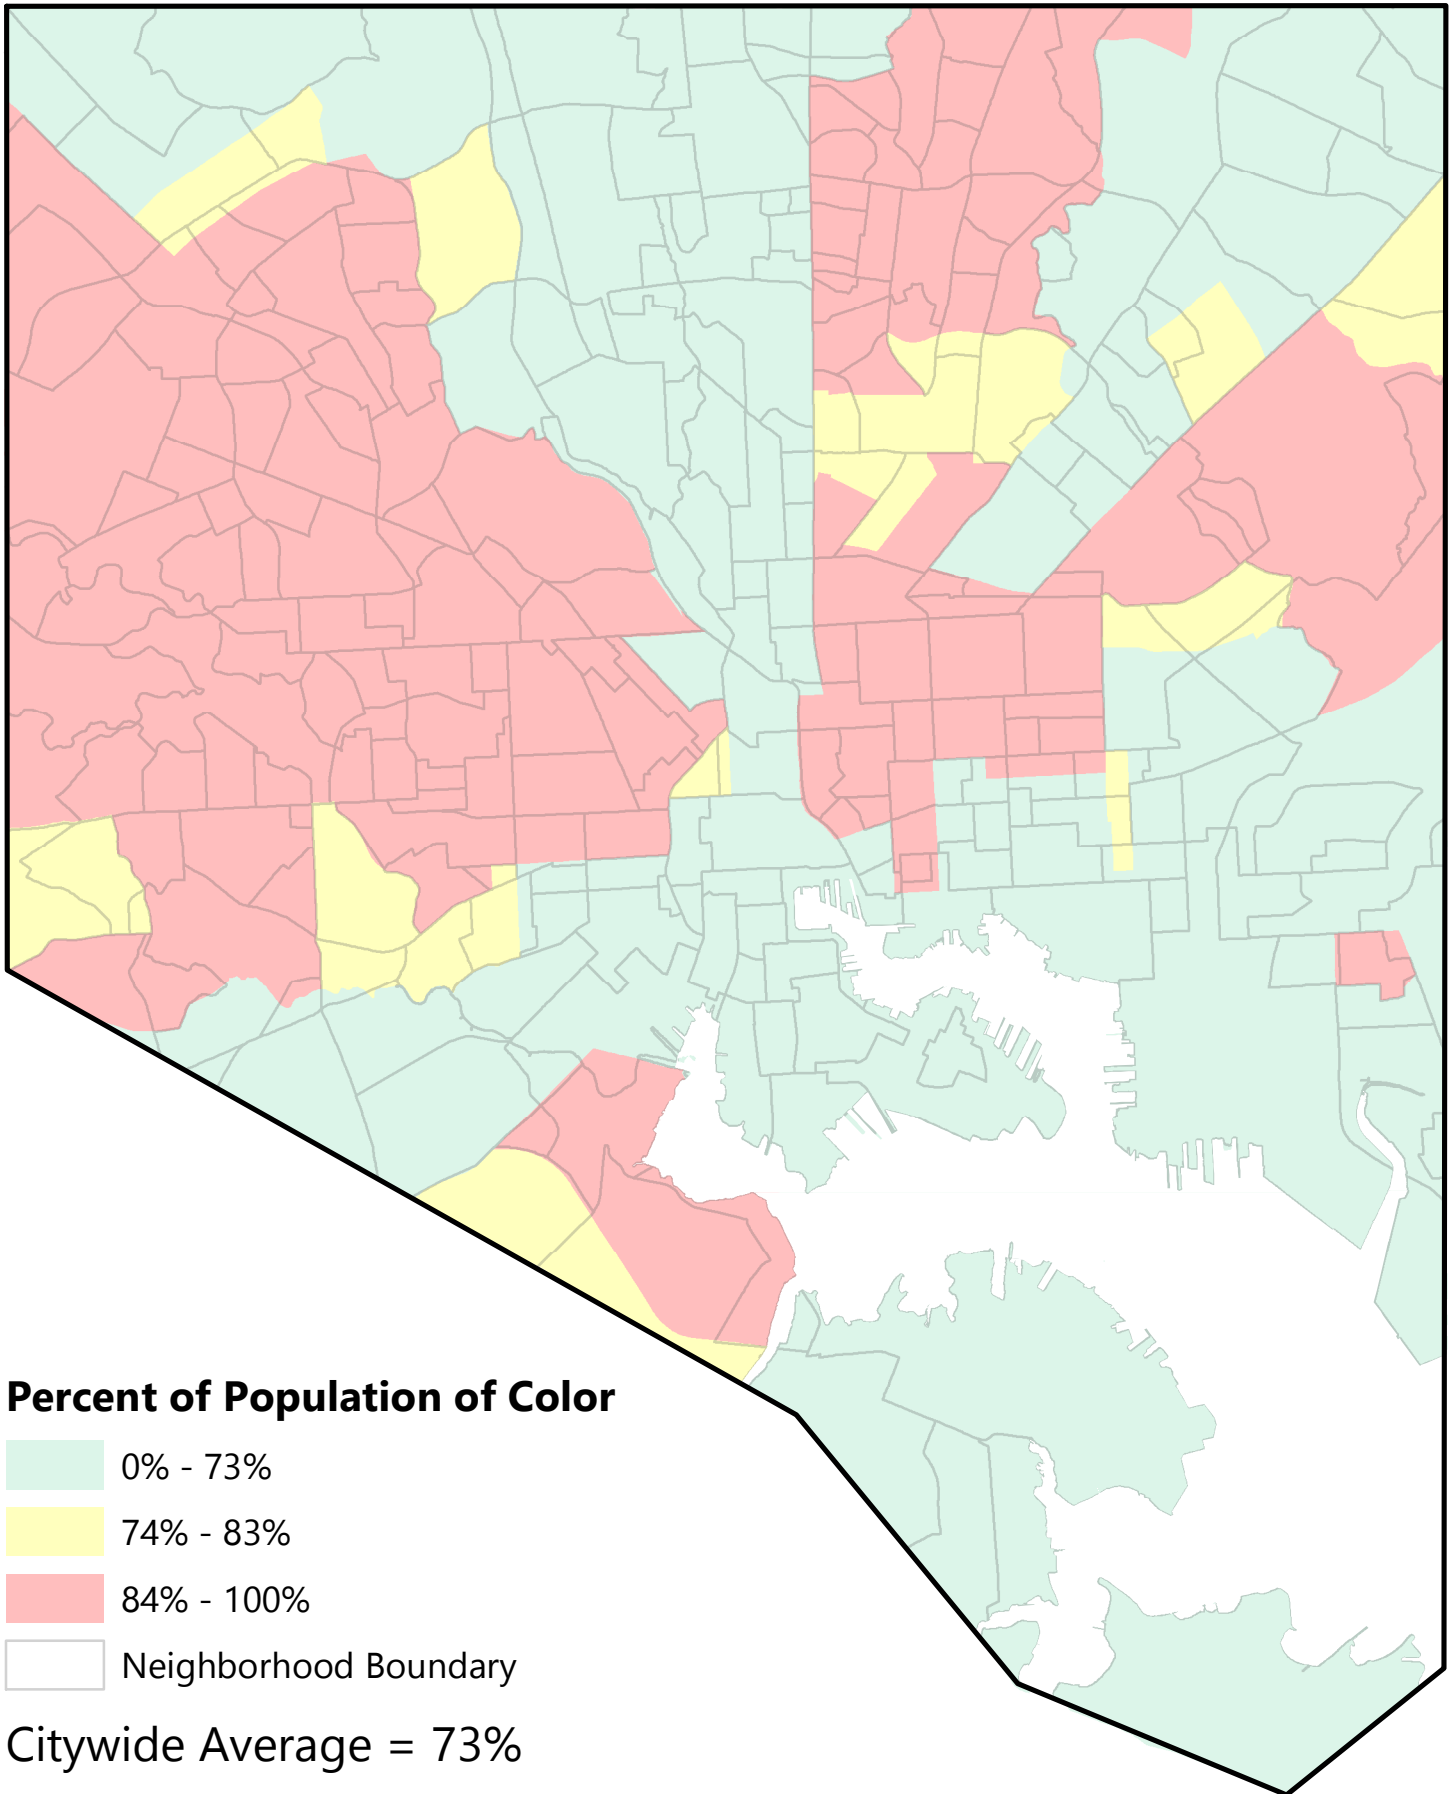 Percent of Population of Color
0% - 73%
74% - 83%
84% - 100%
Neighborhood Boundary
Citywide Average = 73%